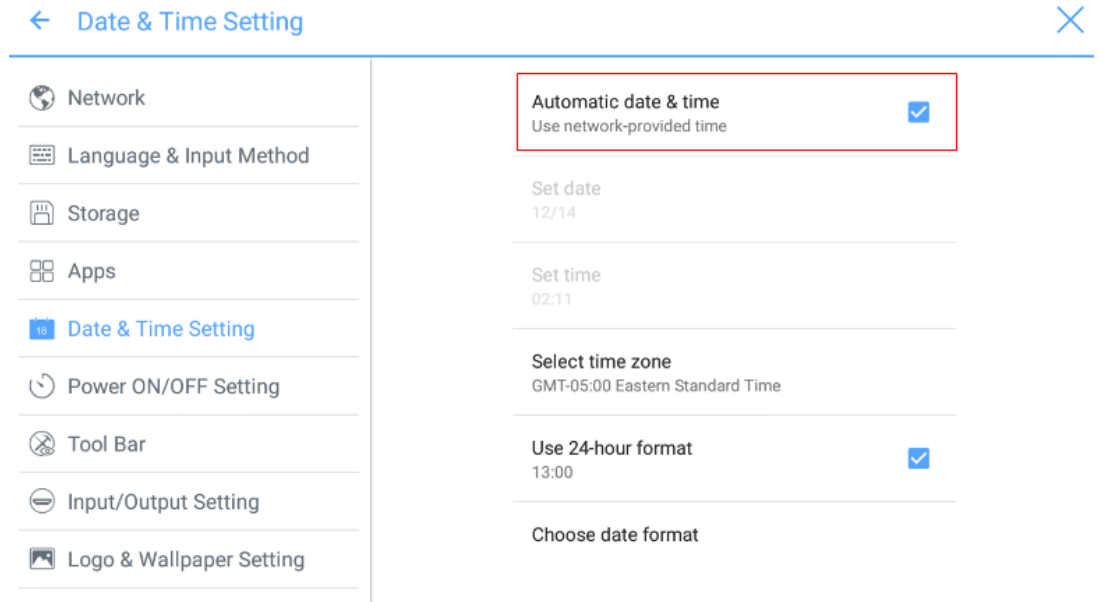 Date & Time Setting
Network
Language & Input Method
Storage
Apps
18
Date & Time Setting
Power ON/OFF Setting
Tool Bar
Input/Output Setting
Logo & Wallpaper Setting
Automatic date & time
Use network-provided time
Set date
12/14
Set time
02:11
Select time zone
GMT-05:00 Eastern Standard Time
Use 24-hour format
13:00
Choose date format